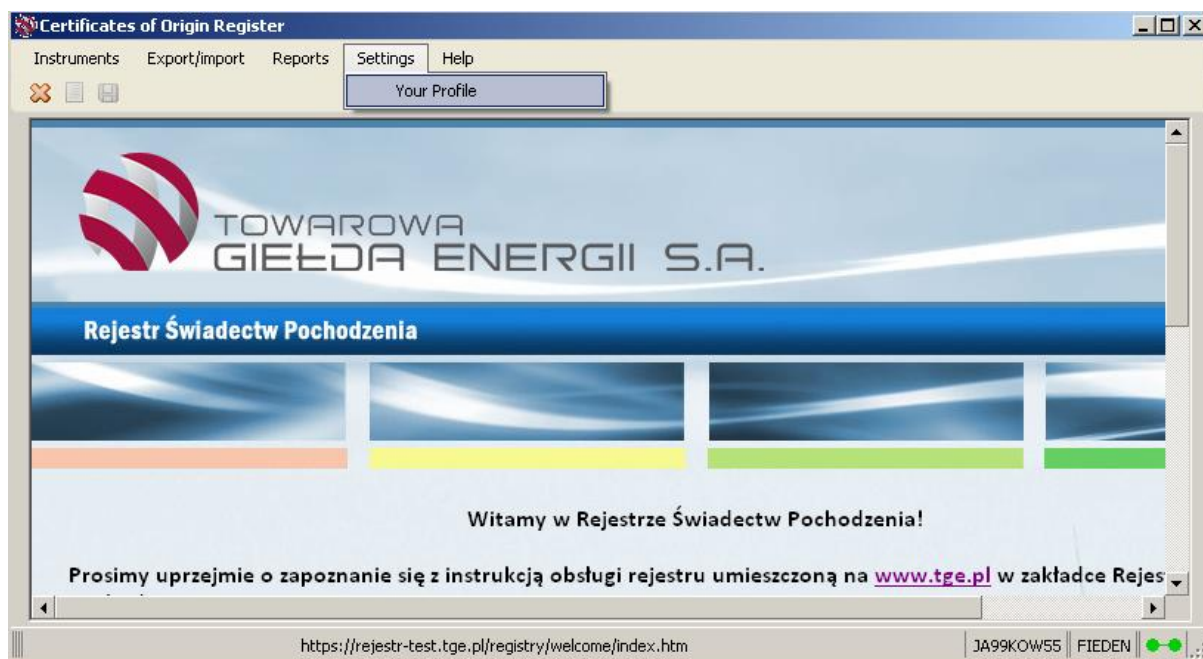 Certificates of Origin Register
Instruments Export/import Reports Settings Help
Your Profile
TOWAROWA
GIEŁDA ENERGII S.A.
Rejestr Świadectw Pochodzenia
Witamy w Rejestrze Świadectw Pochodzenia!
Prosimy uprzejmie o zapoznanie się z instrukcją obsługi rejestru umieszczoną na www.tge.pl w zakładce Rejes
https://rejestr-test.tge.pl/registry/welcome/index.htm JA99KOW55 FIEDEN